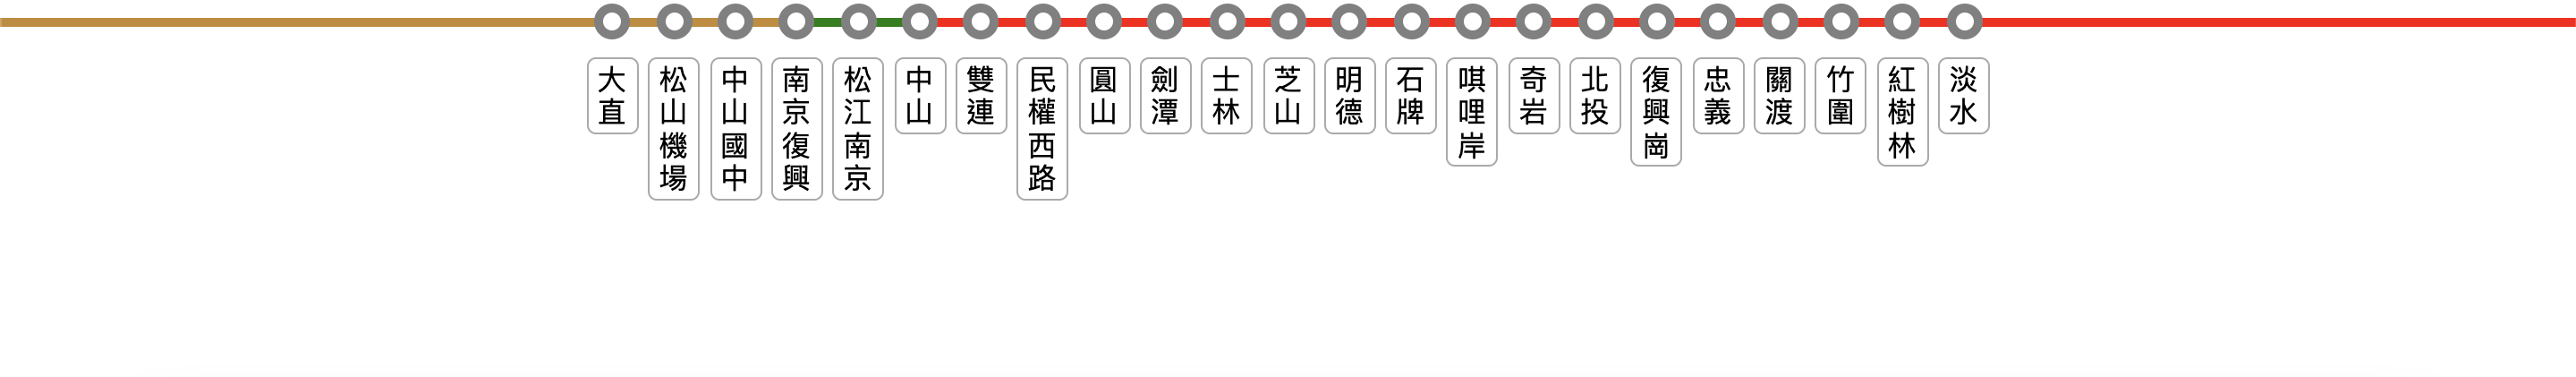 大直
松山機場
中山國中
南京復興
松江南京
中山
雙連
民權西路
圓山
劍潭
士林
芝山
明德
石牌
唭哩岸
奇岩
北投
復興崗
忠義
關渡
竹圍
紅樹林
淡水